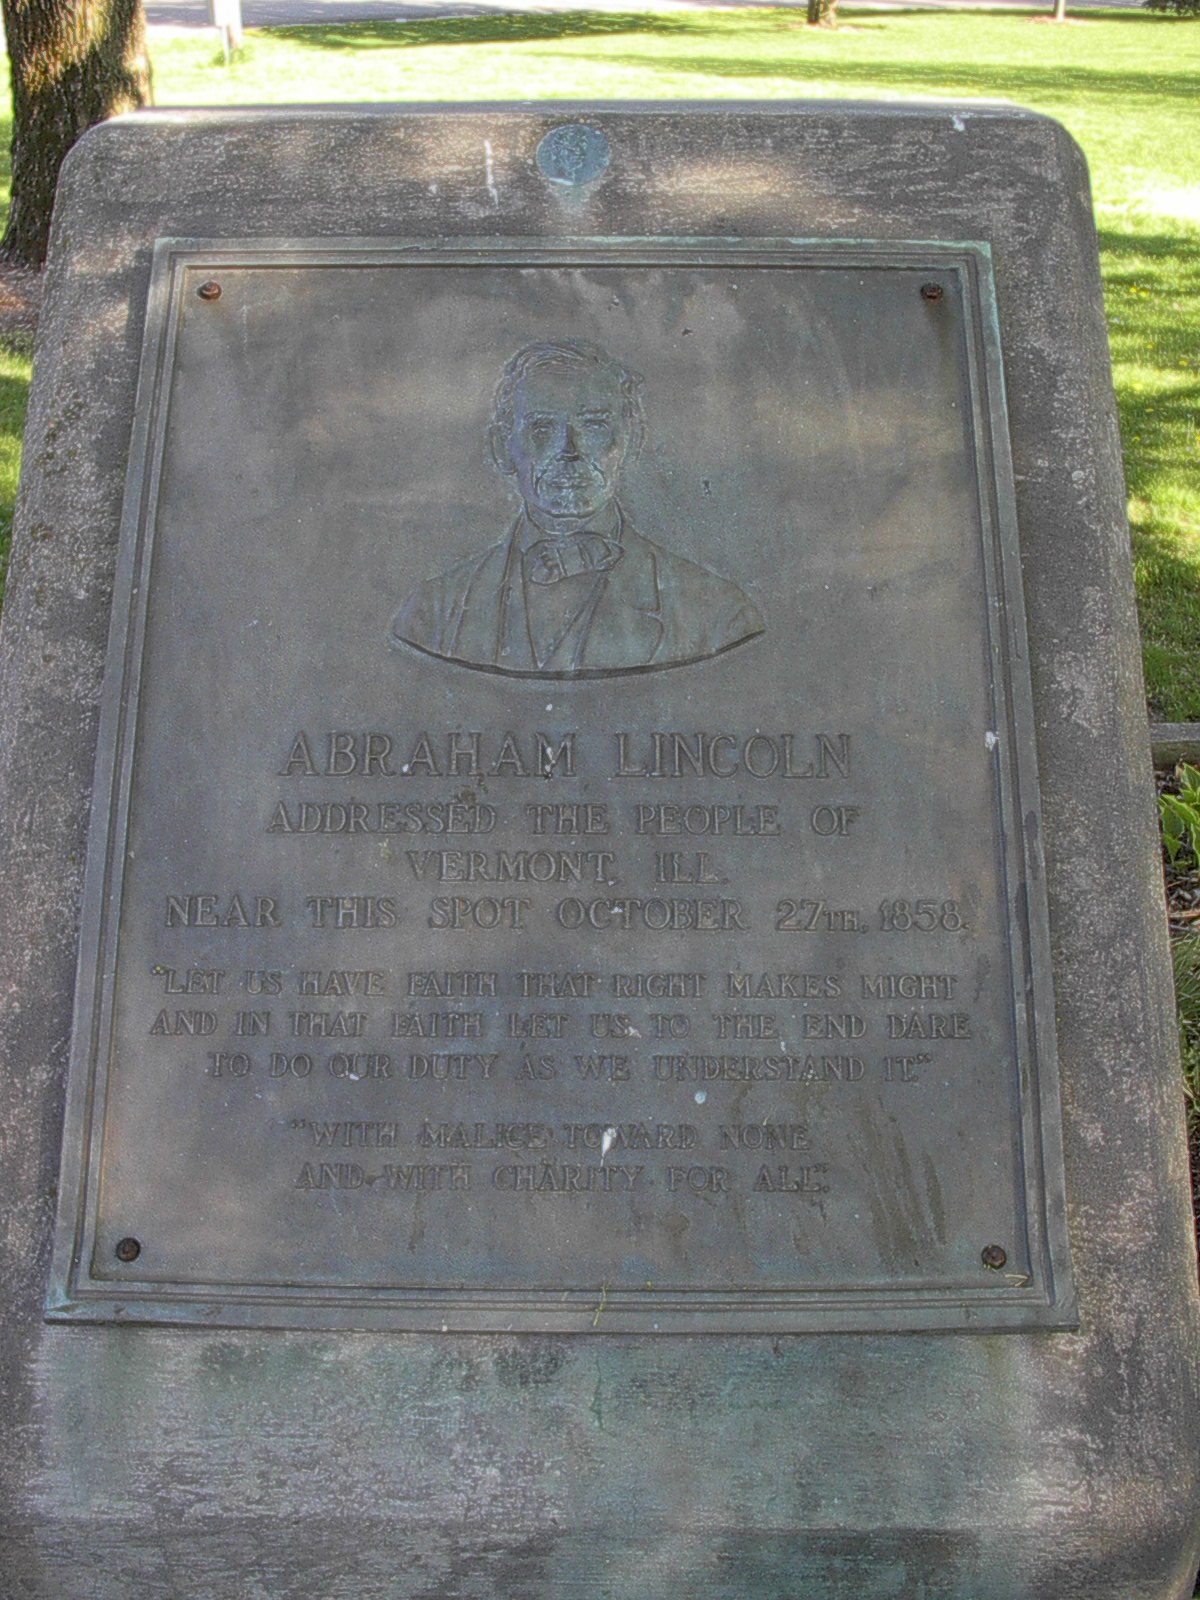 ABRAHAM LINCOLN
ADDRESSED THE PEOPLE OF
VERMONT, ILL.
NEAR THIS SPOT OCTOBER 27TH, 1858.
"LET US HAVE FAITH THAT RIGHT MAKES MIGHT
AND IN THAT FAITH LET US TO THE END DARE
TO DO OUR DUTY AS WE UNDERSTAND IT."
"WITH MALICE TOWARD NONE
AND WITH CHARITY FOR ALL".